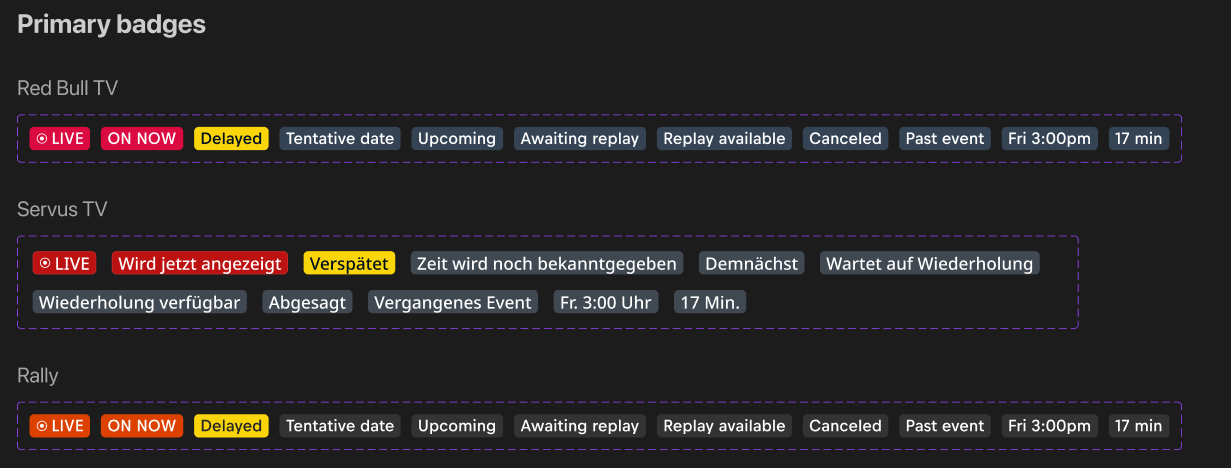 Primary badges
Red Bull TV
LIVE ON NOW Delayed Tentative date Upcoming Awaiting replay Replay available Canceled Past event Fri 3:00pm 17 min
Servus TV
LIVE Wird jetzt angezeigt Verspätet Zeit wird noch bekanntgegeben Demnächst Wartet auf Wiederholung
Wiederholung verfügbar Abgesagt Vergangenes Event Fr. 3:00 Uhr 17 Min.
Rally
LIVE ON NOW Delayed Tentative date Upcoming Awaiting replay Replay available Canceled Past event Fri 3:00pm 17 min